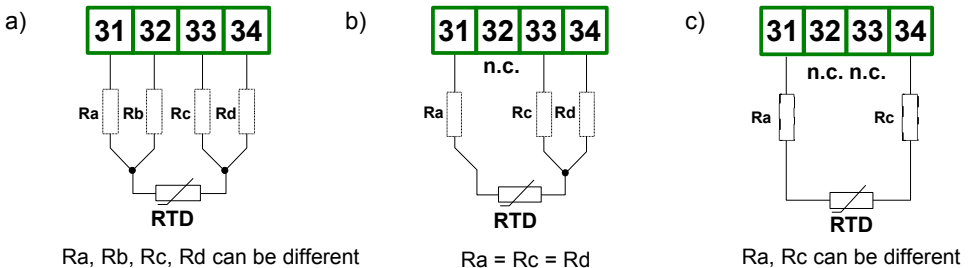 a)
31 32 33 34
Ra Rb Rc Rd
RTD
Ra, Rb, Rc, Rd can be different
b)
31 32 33 34
n.c.
Ra Rc Rd
RTD
Ra = Rc = Rd
c)
31 32 33 34
n.c. n.c.
Ra Rc
RTD
Ra, Rc can be different